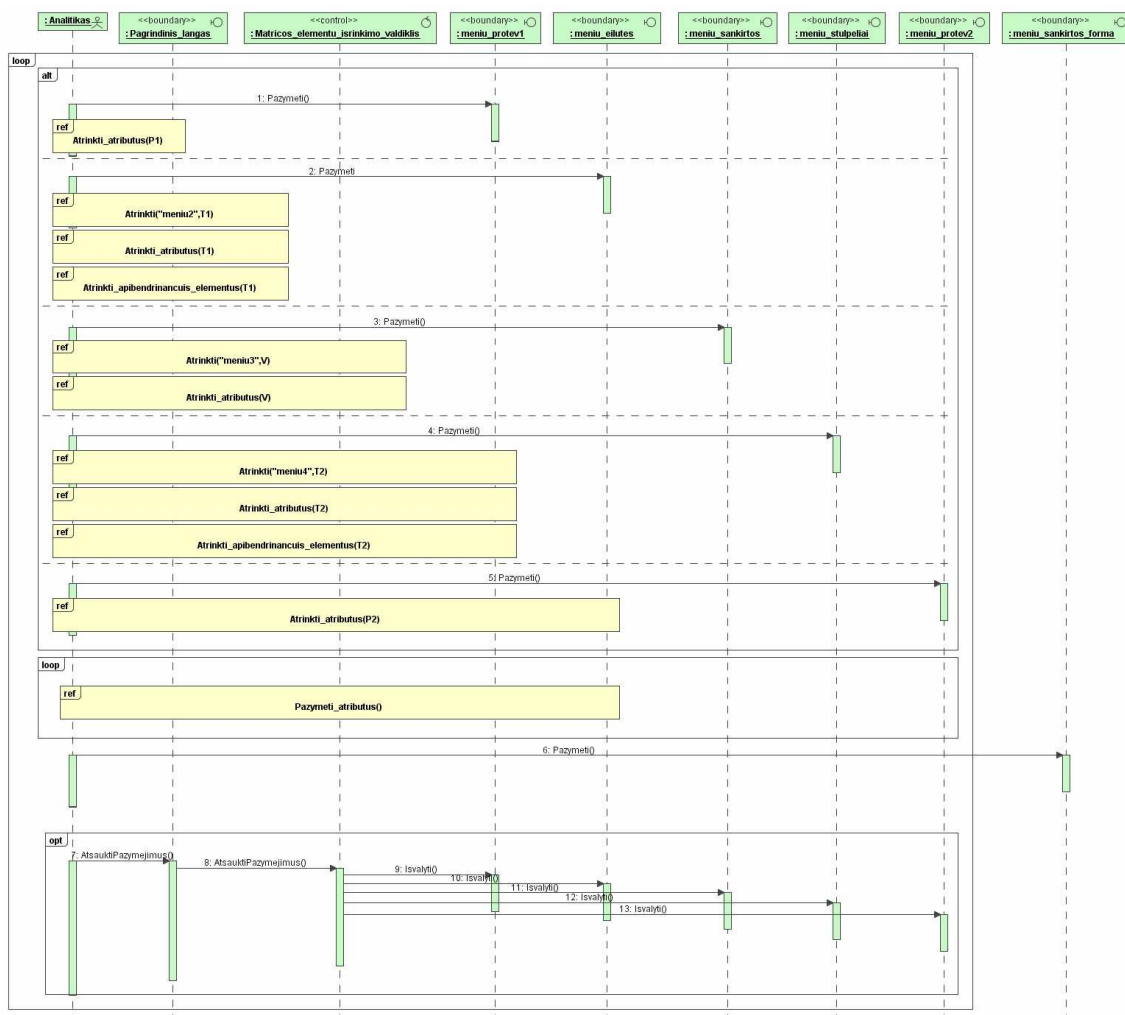 : Analitikas
<<boundary>>
: Pagrindinis_langas
<<control>>
: Matricos_elementu_isrinkimo_valdiklis
<<boundary>>
: meniu_protev1
<<boundary>>
: meniu_eilutes
<<boundary>>
: meniu_sankirtos
<<boundary>>
: meniu_stulpeliai
<<boundary>>
: meniu_protev2
<<boundary>>
: meniu_sankirtos_forma
loop
alt
1: Pazymeti()
ref
Atrinkti_atributus(P1)
2: Pazymeti
ref
Atrinkti("meniu2",T1)
ref
Atrinkti_atributus(T1)
ref
Atrinkti_apibendrinancuis_elementus(T1)
3: Pazymeti()
ref
Atrinkti("meniu3",V)
ref
Atrinkti_atributus(V)
4: Pazymeti()
ref
Atrinkti("meniu4",T2)
ref
Atrinkti_atributus(T2)
ref
Atrinkti_apibendrinancuis_elementus(T2)
5: Pazymeti()
ref
Atrinkti_atributus(P2)
loop
ref
Pazymeti_atributus()
6: Pazymeti()
opt
7: AtsauktiPazymejimus()
8: AtsauktiPazymejimus()
9: Isvalyti()
10: Isvalyti()
11: Isvalyti()
12: Isvalyti()
13: Isvalyti()